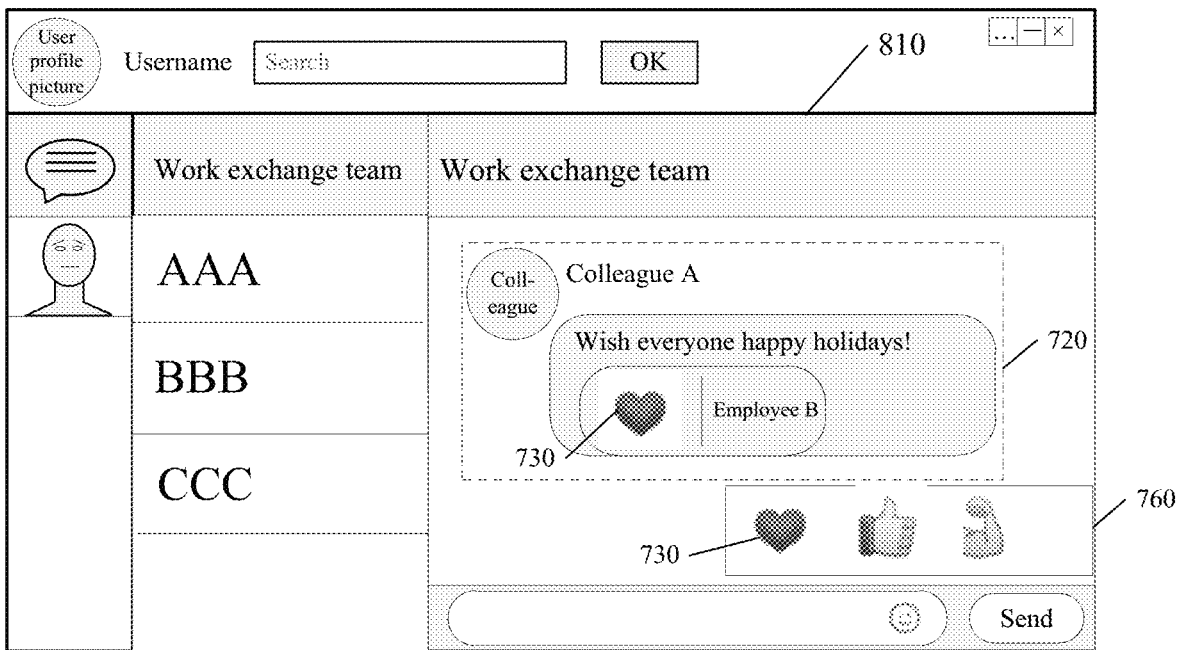 User
profile
picture
Username
Search
OK
810
... — ×
Work exchange team
Work exchange team
AAA
BBB
CCC
Coll-
eague
Colleague A
Wish everyone happy holidays!
Employee B
720
730
760
730
Send